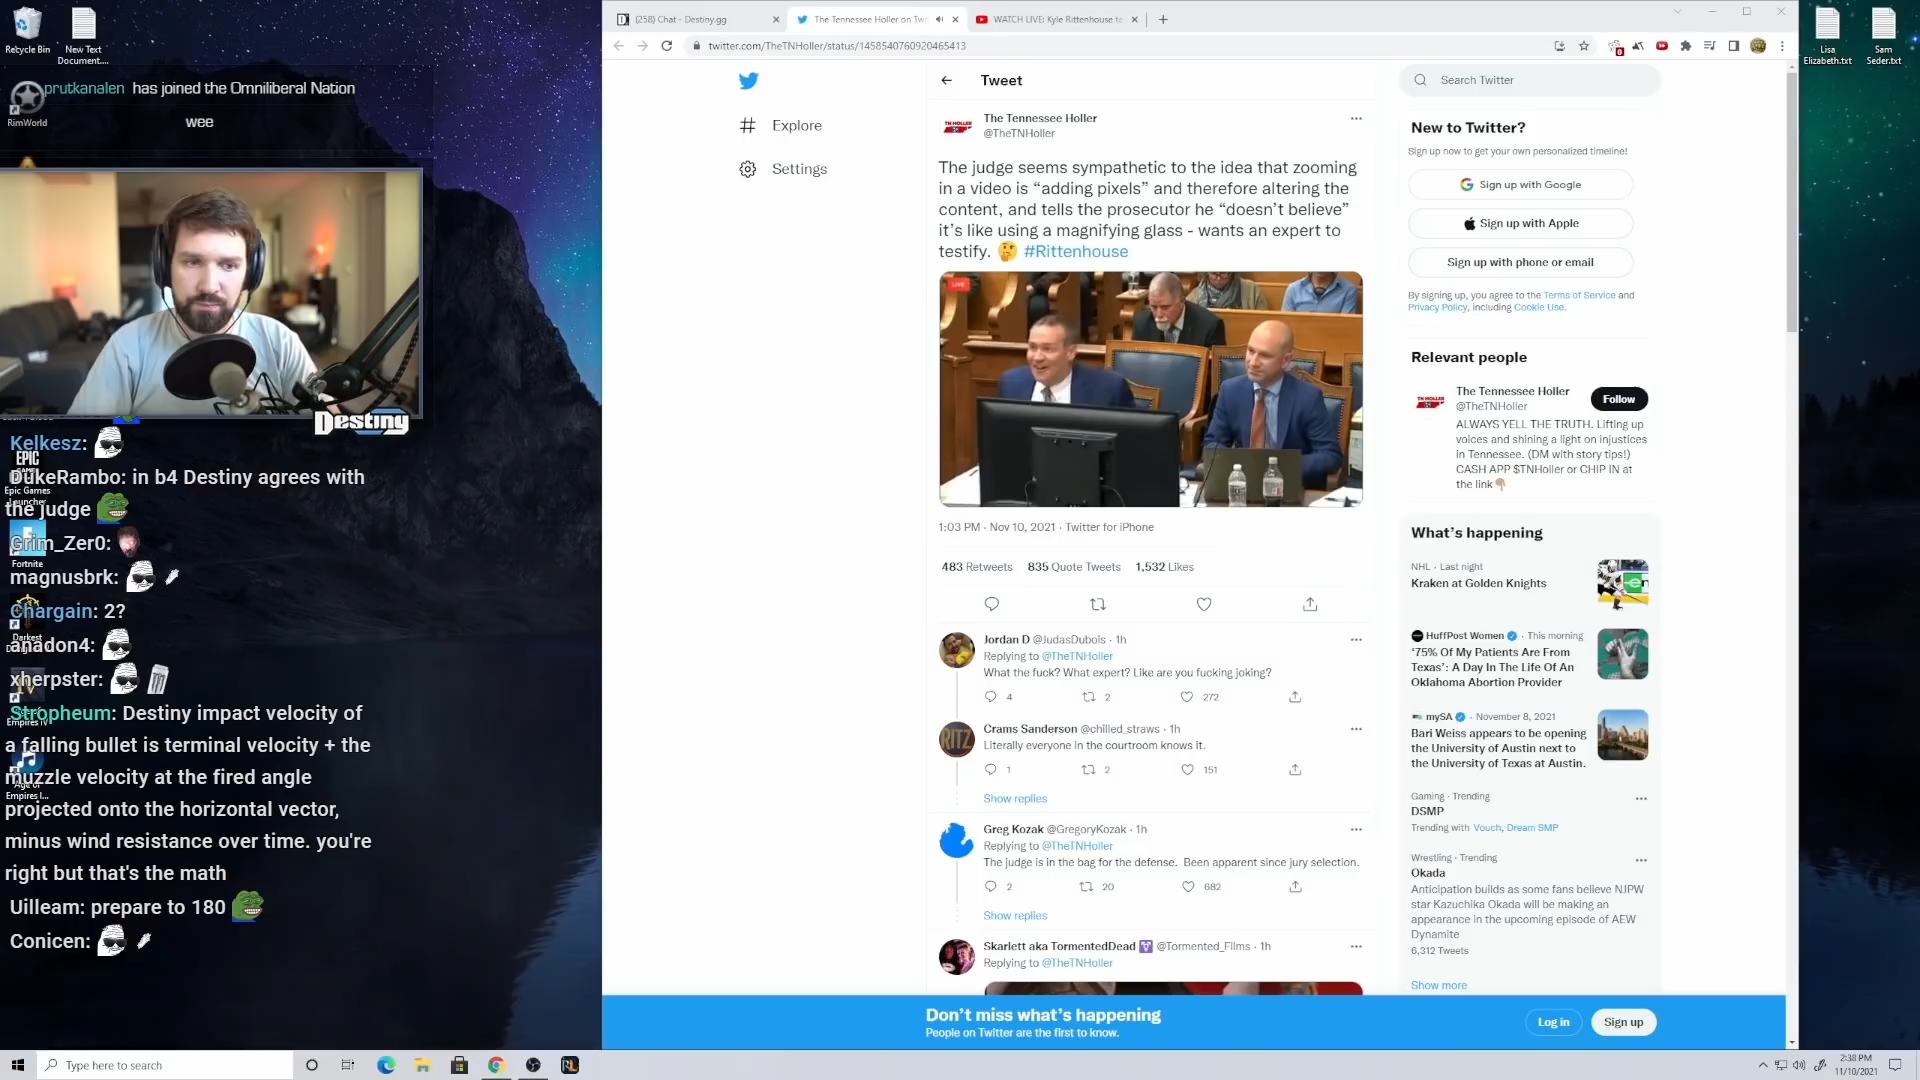 Recycle Bin
New Text
Document....
prutkanalen has joined the Omniliberal Nation
wee
RimWorld
Destiny
Kelkesz:
DukeRambo: in b4 Destiny agrees with
the judge
Grim_Zer0:
magnusbrk:
Chargain: 2?
anadon4:
xherpster:
Stropheum: Destiny impact velocity of
a falling bullet is terminal velocity + the
muzzle velocity at the fired angle
projected onto the horizontal vector,
minus wind resistance over time. you're
right but that's the math
Uilleam: prepare to 180
Conicen:
EPIC
Epic Games
Launcher
Fortnite
Darkest
Empires IV
Age of
Empires I...
(258) Chat - Destiny.gg
The Tennessee Holler on Twi
WATCH LIVE: Kyle Rittenhouse te
twitter.com/TheTNHoller/status/1458540760920465413
Explore
Settings
Tweet
TN HOLLER
The Tennessee Holler
@TheTNHoller
The judge seems sympathetic to the idea that zooming
in a video is “adding pixels” and therefore altering the
content, and tells the prosecutor he “doesn’t believe”
it’s like using a magnifying glass - wants an expert to
testify. 🤔 #Rittenhouse
LIVE
1:03 PM · Nov 10, 2021 · Twitter for iPhone
483 Retweets 835 Quote Tweets 1,532 Likes
Jordan D @JudasDubois · 1h
Replying to @TheTNHoller
What the fuck? What expert? Like are you fucking joking?
4 2 272
RITZ
Crams Sanderson @chilled_straws · 1h
Literally everyone in the courtroom knows it.
1 2 151
Show replies
Greg Kozak @GregoryKozak · 1h
Replying to @TheTNHoller
The judge is in the bag for the defense. Been apparent since jury selection.
2 20 682
Show replies
Skarlett aka TormentedDead @Tormented_Films · 1h
Replying to @TheTNHoller
Search Twitter
New to Twitter?
Sign up now to get your own personalized timeline!
Sign up with Google
Sign up with Apple
Sign up with phone or email
By signing up, you agree to the Terms of Service and
Privacy Policy, including Cookie Use.
Relevant people
TN HOLLER
The Tennessee Holler
@TheTNHoller
Follow
ALWAYS YELL THE TRUTH. Lifting up
voices and shining a light on injustices
in Tennessee. (DM with story tips!)
CASH APP $TNHoller or CHIP IN at
the link👇🏽
What’s happening
NHL · Last night
Kraken at Golden Knights
HuffPost Women · This morning
‘75% Of My Patients Are From
Texas’: A Day In The Life Of An
Oklahoma Abortion Provider
mySA · November 8, 2021
Bari Weiss appears to be opening
the University of Austin next to
the University of Texas at Austin.
Gaming · Trending
DSMP
Trending with Vouch, Dream SMP
Wrestling · Trending
Okada
Anticipation builds as some fans believe NJPW
star Kazuchika Okada will be making an
appearance in the upcoming episode of AEW
Dynamite
6,312 Tweets
Show more
Don’t miss what’s happening
People on Twitter are the first to know.
Log in
Sign up
Lisa
Elizabeth.txt
Sam
Seder.txt
Type here to search
2:38 PM
11/10/2021